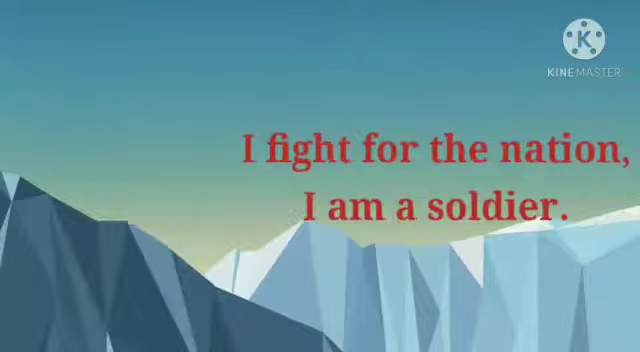 K
KINEMASTER
I fight for the nation,
I am a soldier.